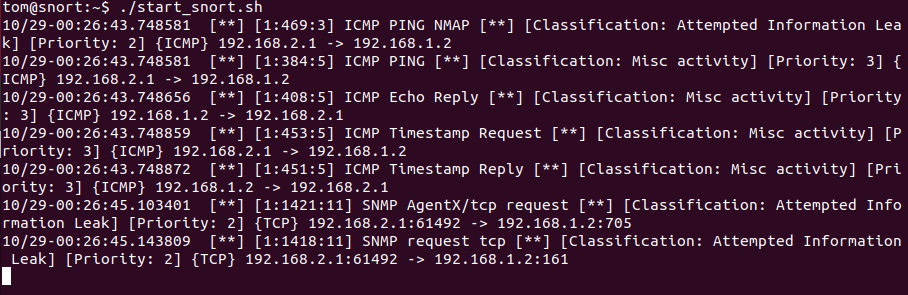 tom@snort:~$ ./start_snort.sh
10/29-00:26:43.748581  [**] [1:469:3] ICMP PING NMAP [**] [Classification: Attempted Information Lea
k] [Priority: 2] {ICMP} 192.168.2.1 -> 192.168.1.2
10/29-00:26:43.748581  [**] [1:384:5] ICMP PING [**] [Classification: Misc activity] [Priority: 3] {
ICMP} 192.168.2.1 -> 192.168.1.2
10/29-00:26:43.748656  [**] [1:408:5] ICMP Echo Reply [**] [Classification: Misc activity] [Priority
: 3] {ICMP} 192.168.1.2 -> 192.168.2.1
10/29-00:26:43.748859  [**] [1:453:5] ICMP Timestamp Request [**] [Classification: Misc activity] [P
riority: 3] {ICMP} 192.168.2.1 -> 192.168.1.2
10/29-00:26:43.748872  [**] [1:451:5] ICMP Timestamp Reply [**] [Classification: Misc activity] [Pri
ority: 3] {ICMP} 192.168.1.2 -> 192.168.2.1
10/29-00:26:45.103401  [**] [1:1421:11] SNMP AgentX/tcp request [**] [Classification: Attempted Info
rmation Leak] [Priority: 2] {TCP} 192.168.2.1:61492 -> 192.168.1.2:705
10/29-00:26:45.143809  [**] [1:1418:11] SNMP request tcp [**] [Classification: Attempted Information
 Leak] [Priority: 2] {TCP} 192.168.2.1:61492 -> 192.168.1.2:161